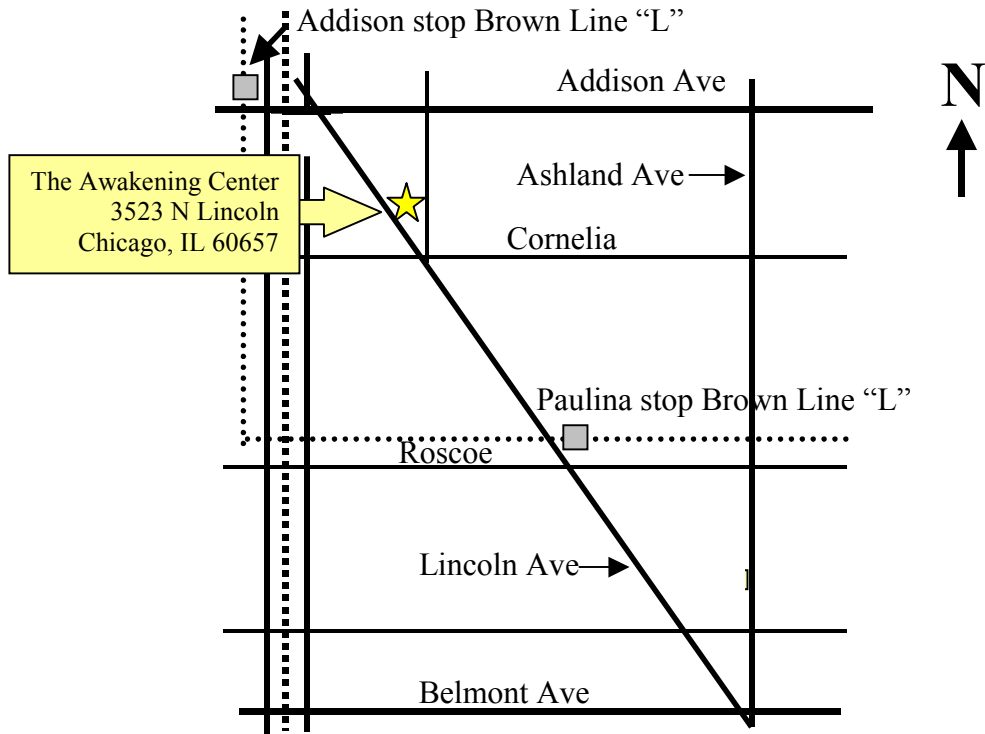 Addison stop Brown Line “L”
Addison Ave
N
Ashland Ave
The Awakening Center
3523 N Lincoln
Chicago, IL 60657
Cornelia
Paulina stop Brown Line “L”
Roscoe
Lincoln Ave
Belmont Ave